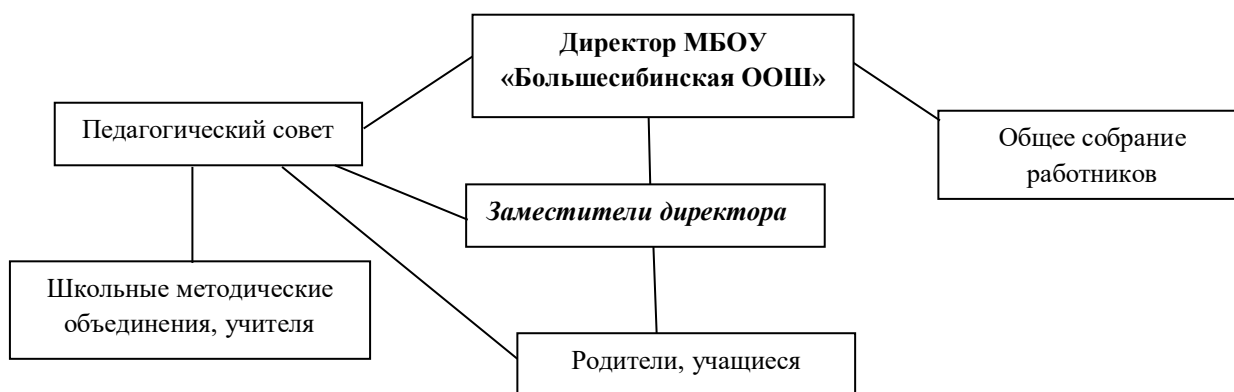 Директор МБОУ
«Большесибинская ООШ»
Педагогический совет
Общее собрание
работников
Заместители директора
Школьные методические
объединения, учителя
Родители, учащиеся